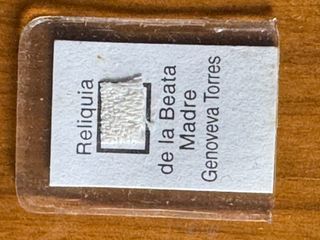 Reliquia
de la Beata
Madre
Genoveva Torres